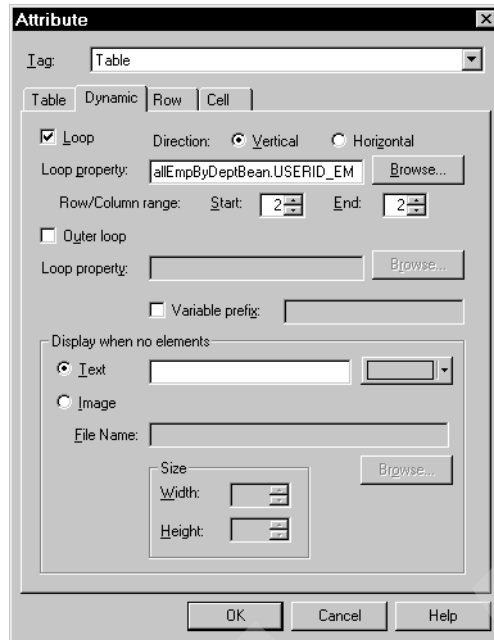 Attribute
Tag: Table
Table Dynamic Row Cell
Loop Direction: Vertical Horizontal
Loop property: allEmpByDeptBean.USERID_EM Browse...
Row/Column range: Start: 2 End: 2
Outer loop
Loop property: Browse...
Variable prefix:
Display when no elements
Text
Image
File Name:
Size
Browse...
Width:
Height:
OK Cancel Help